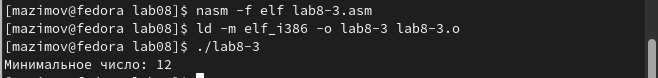 [mazimov@fedora lab08]$ nasm -f elf lab8-3.asm
[mazimov@fedora lab08]$ ld -m elf_i386 -o lab8-3 lab8-3.o
[mazimov@fedora lab08]$ ./lab8-3
Минимальное число: 12